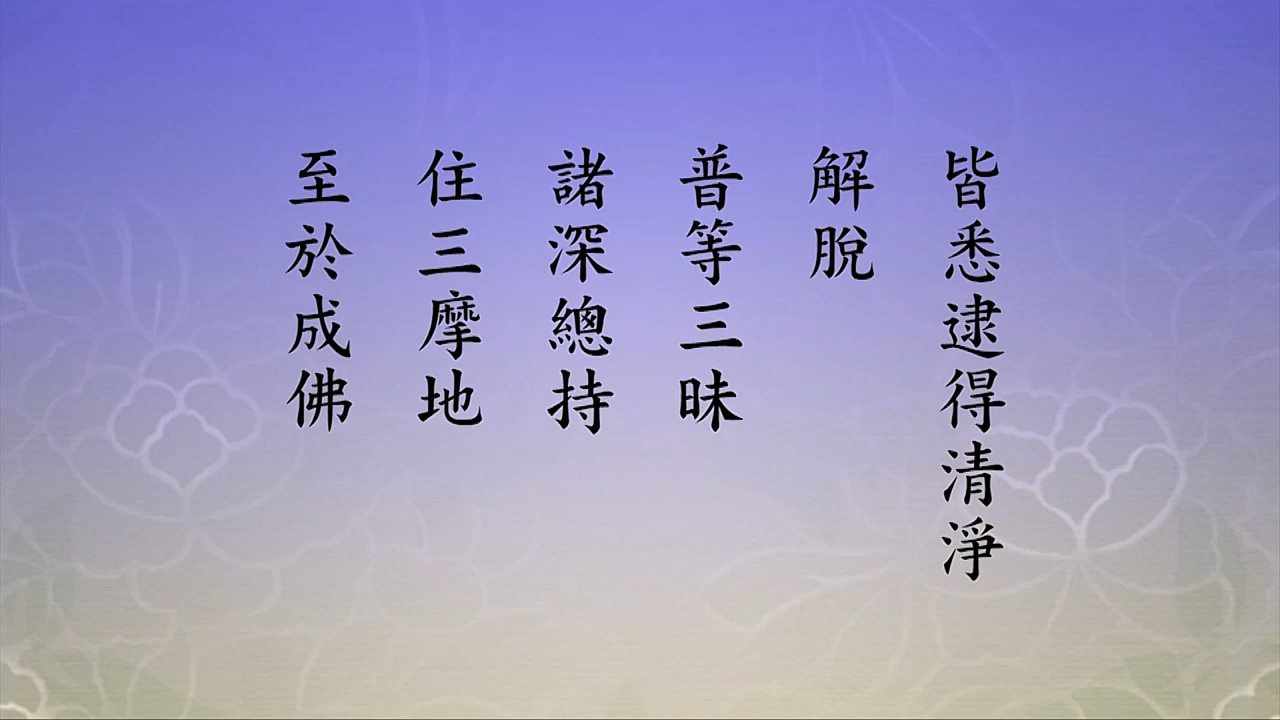 皆悉逮得清淨
解脫
普等三昧
諸深總持
住三摩地
至於成佛